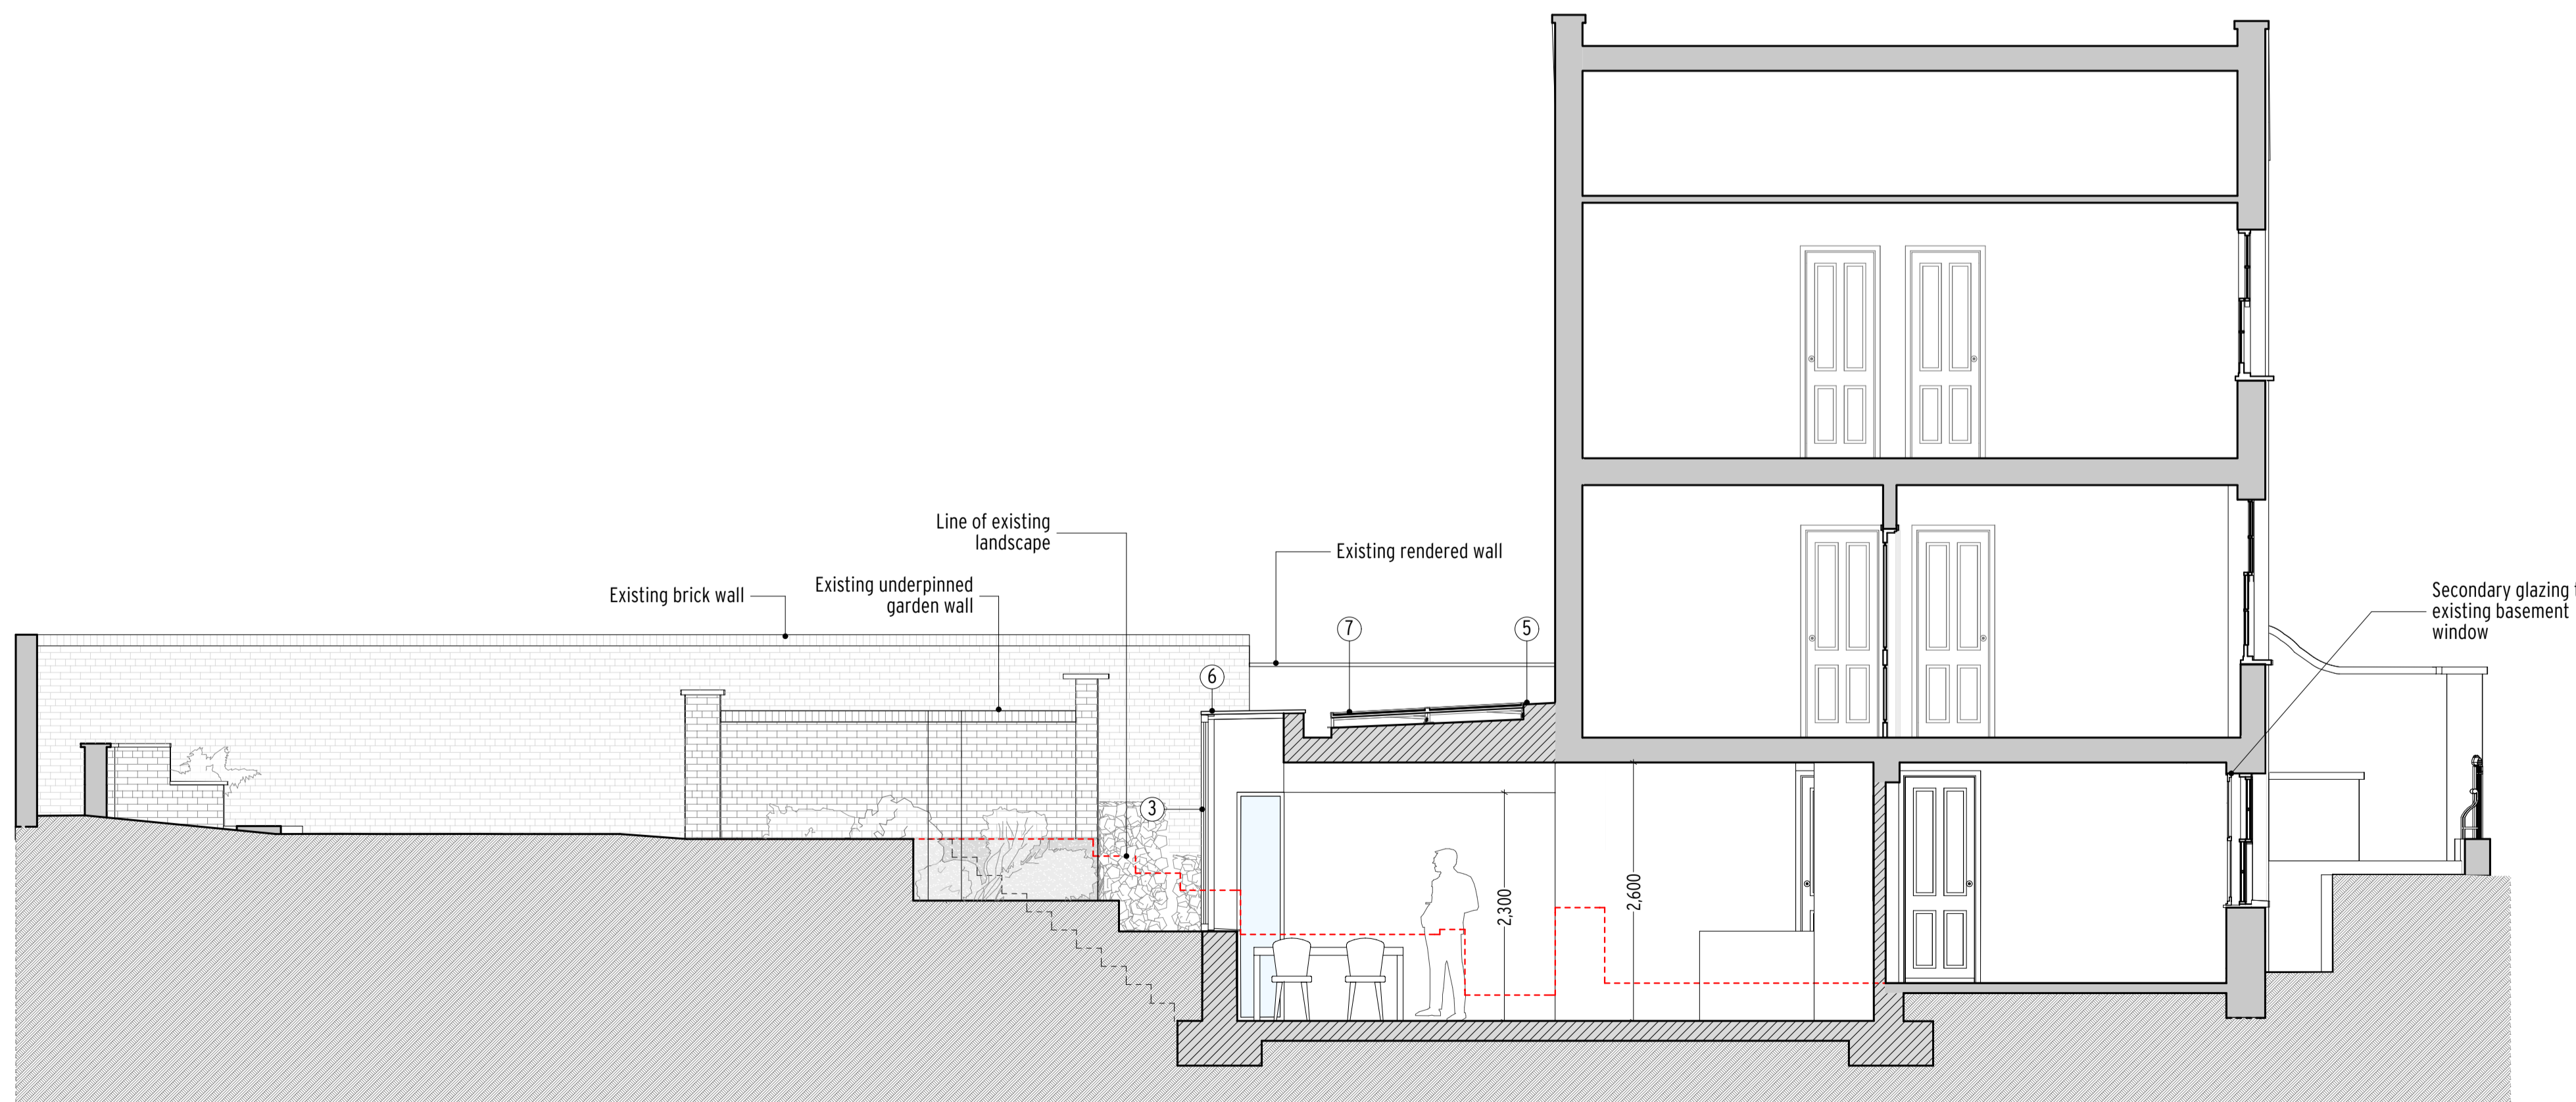 Line of existing
landscape
Existing rendered wall
Existing brick wall
Existing underpinned
garden wall
Secondary glazing
existing basement
window
7
5
6
3
2,300
2,600